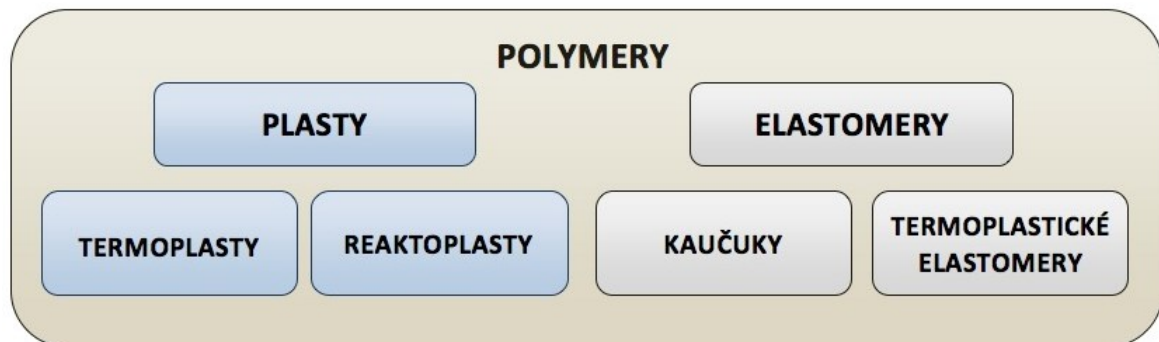 POLYMERY
PLASTY
ELASTOMERY
TERMOPLASTY
REAKTOPLASTY
KAUČUKY
TERMOPLASTICKÉ
ELASTOMERY